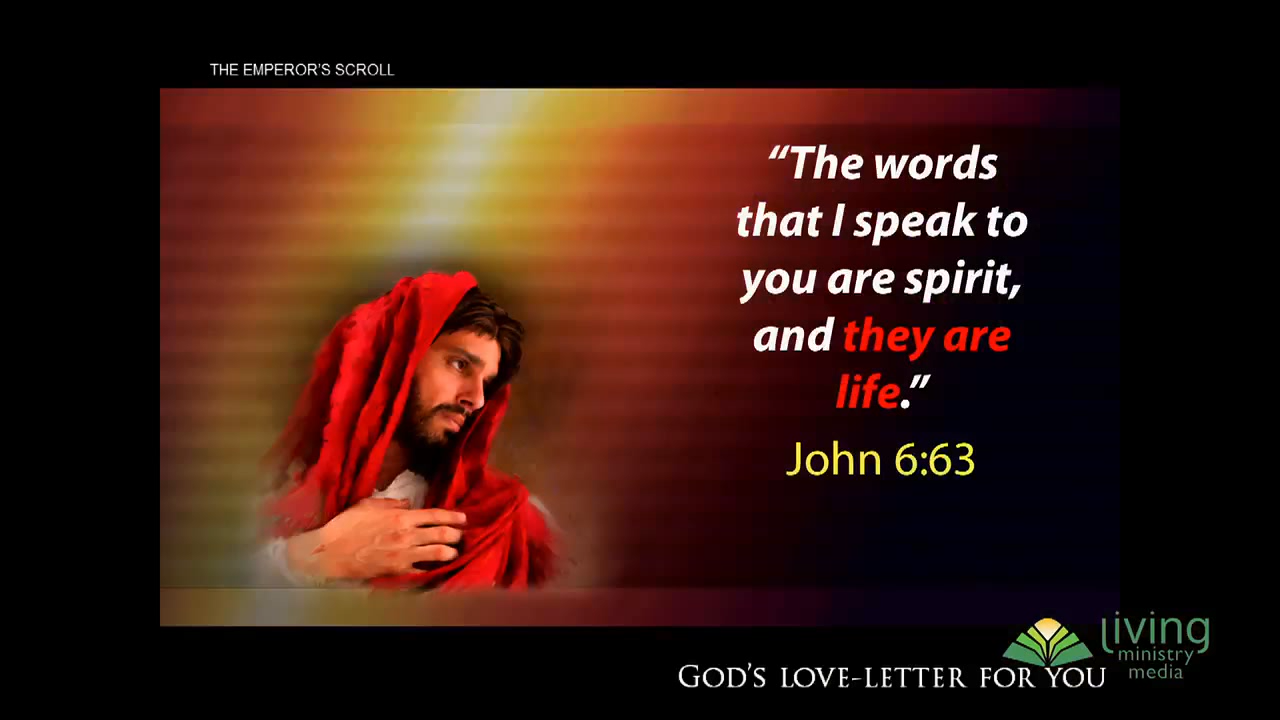 THE EMPEROR'S SCROLL
“The words
that I speak to
you are spirit,
and they are
life.”
John 6:63
living
ministry
media
GOD'S LOVE-LETTER FOR YOU